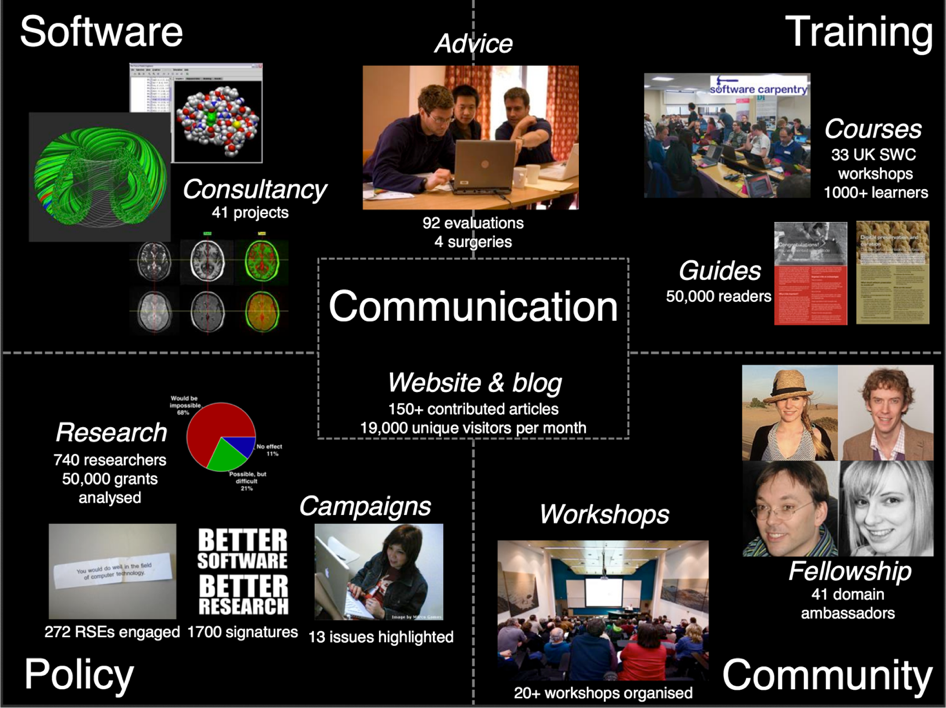 Software
Advice
Training
software carpentry
Courses
33 UK SWC
workshops
1000+ learners
Consultancy
41 projects
92 evaluations
4 surgeries
Guides
50,000 readers
Communication
Website & blog
150+ contributed articles
19,000 unique visitors per month
Would be
impossible
68%
No effect
11%
Possible, but
difficult
21%
Research
740 researchers
50,000 grants
analysed
Campaigns
You would do well in the field
of computer technology.
BETTER
SOFTWARE
BETTER
RESEARCH
272 RSEs engaged
1700 signatures
13 issues highlighted
Workshops
20+ workshops organised
Fellowship
41 domain
ambassadors
Policy
Community